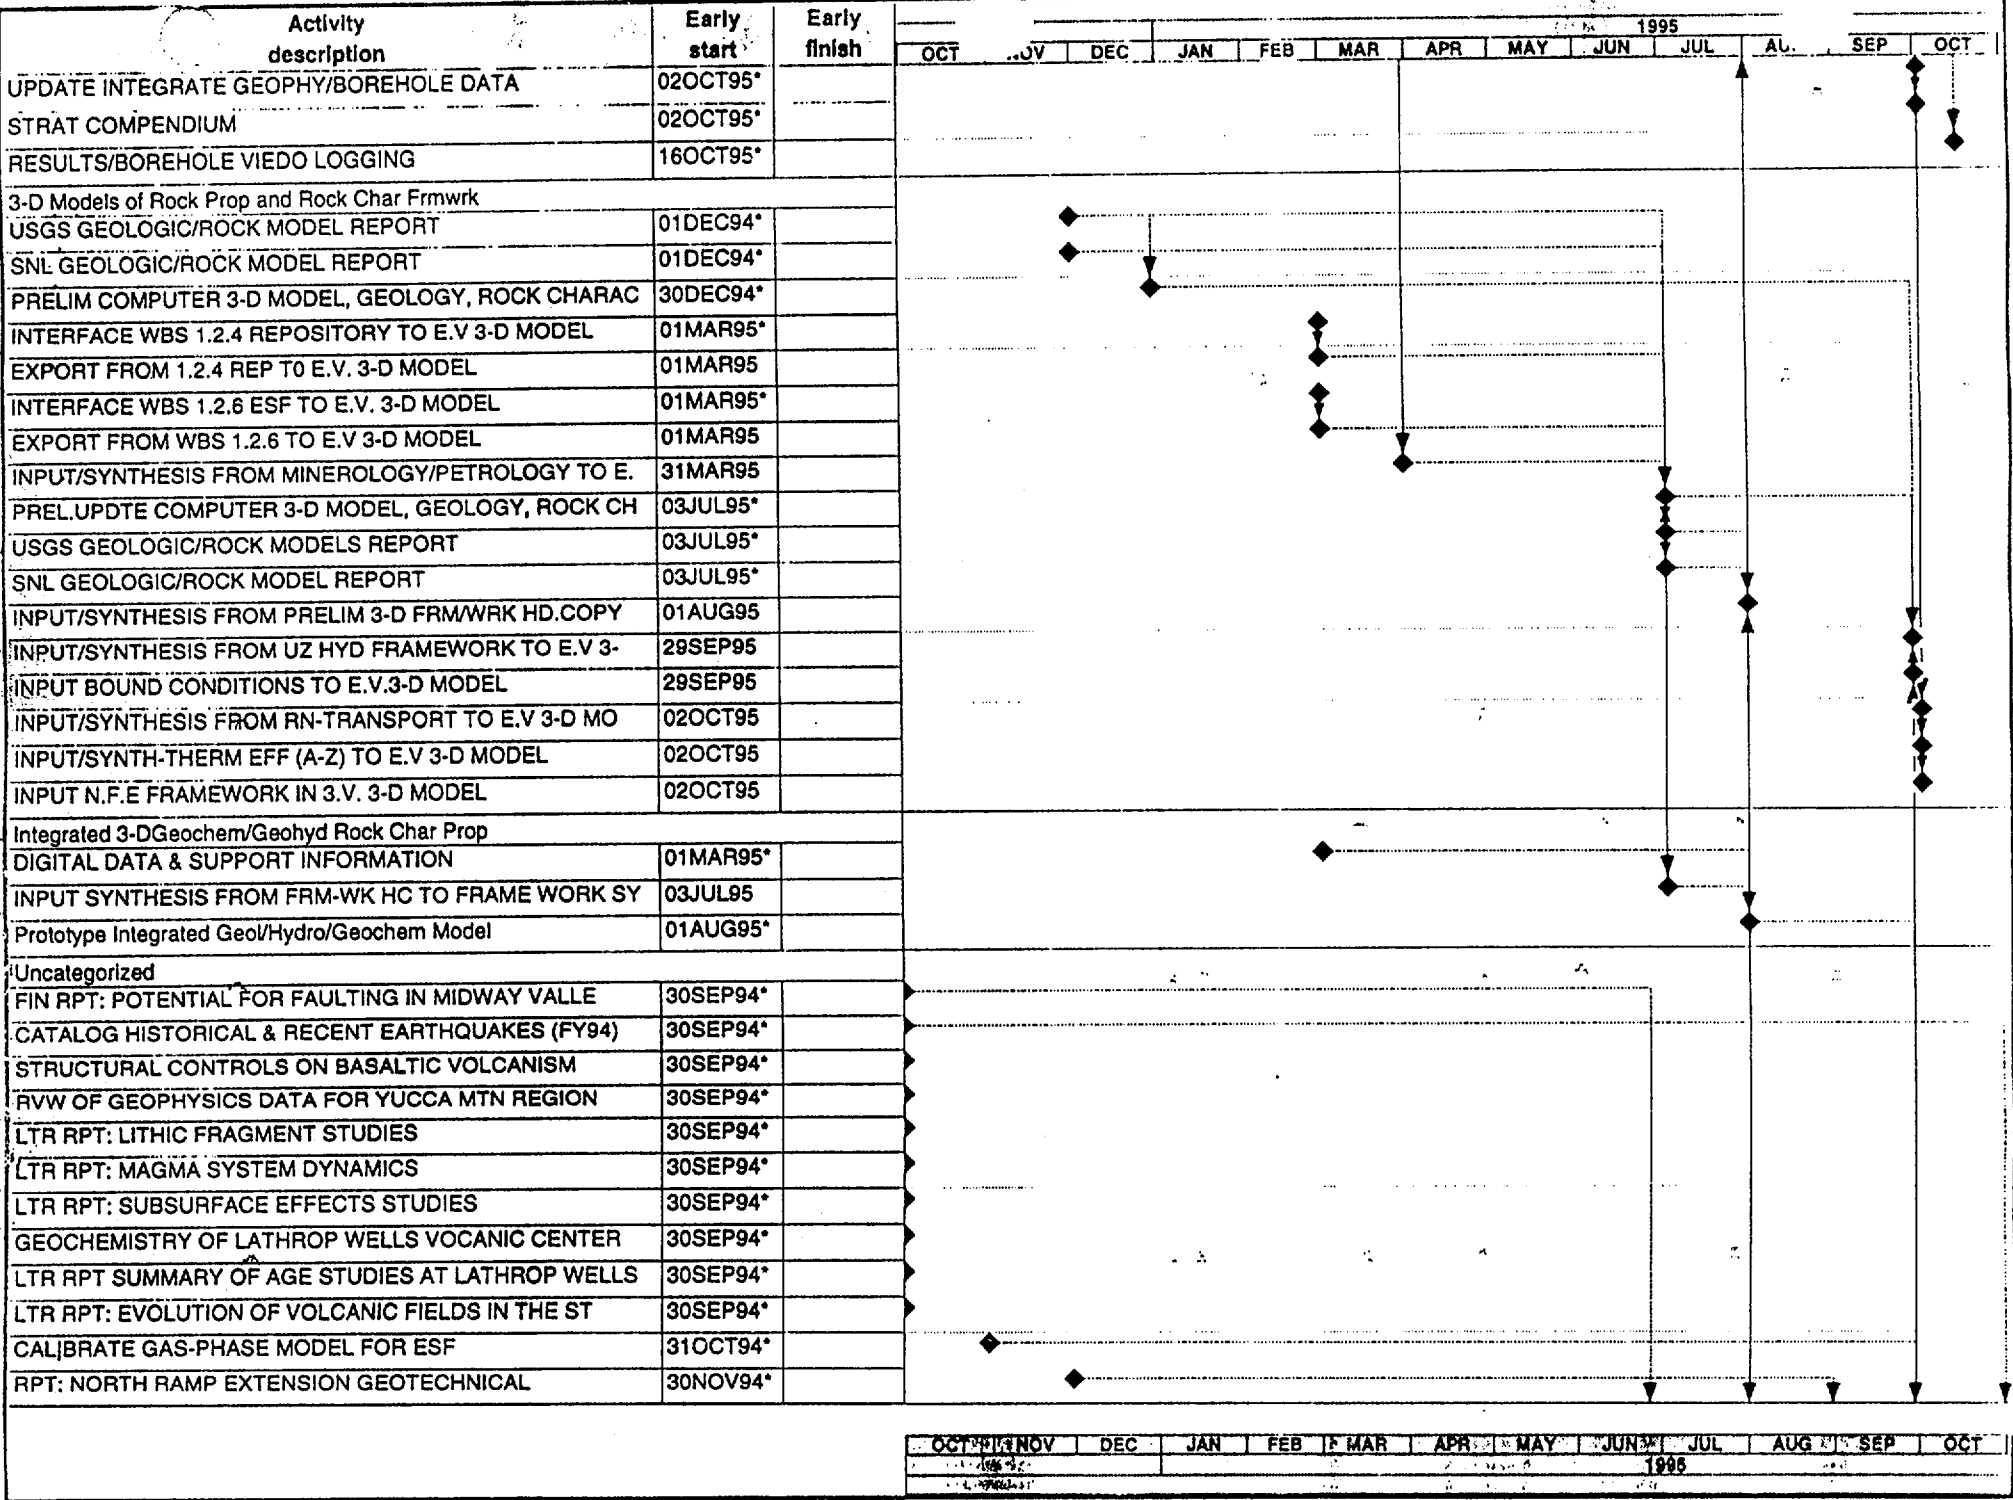 Activity description Early start Early finish
1995
OCT DEC JAN FEB MAR APR MAY JUN JUL SEP OCT
UPDATE INTEGRATE GEOPHY/BOREHOLE DATA 02OCT95*
STRAT COMPENDIUM 02OCT95*
RESULTS/BOREHOLE VIEDO LOGGING 16OCT95*
3-D Models of Rock Prop and Rock Char Frmwrk
USGS GEOLOGIC/ROCK MODEL REPORT 01DEC94*
SNL GEOLOGIC/ROCK MODEL REPORT 01DEC94*
PRELIM COMPUTER 3-D MODEL, GEOLOGY, ROCK CHARAC 30DEC94*
INTERFACE WBS 1.2.4 REPOSITORY TO E.V 3-D MODEL 01MAR95*
EXPORT FROM 1.2.4 REP T0 E.V. 3-D MODEL 01MAR95
INTERFACE WBS 1.2.6 ESF TO E.V. 3-D MODEL 01MAR95*
EXPORT FROM WBS 1.2.6 TO E.V 3-D MODEL 01MAR95
INPUT/SYNTHESIS FROM MINEROLOGY/PETROLOGY TO E. 31MAR95
PREL.UPDTE COMPUTER 3-D MODEL, GEOLOGY, ROCK CH 03JUL95*
USGS GEOLOGIC/ROCK MODELS REPORT 03JUL95*
SNL GEOLOGIC/ROCK MODEL REPORT 03JUL95*
INPUT/SYNTHESIS FROM PRELIM 3-D FRM/WRK HD.COPY 01AUG95
INPUT/SYNTHESIS FROM UZ HYD FRAMEWORK TO E.V 3- 29SEP95
INPUT BOUND CONDITIONS TO E.V.3-D MODEL 29SEP95
INPUT/SYNTHESIS FROM RN-TRANSPORT TO E.V 3-D MO 02OCT95
INPUT/SYNTH-THERM EFF (A-Z) TO E.V 3-D MODEL 02OCT95
INPUT N.F.E FRAMEWORK IN 3.V. 3-D MODEL 02OCT95
Integrated 3-DGeochem/Geohyd Rock Char Prop
DIGITAL DATA & SUPPORT INFORMATION 01MAR95*
INPUT SYNTHESIS FROM FRM-WK HC TO FRAME WORK SY 03JUL95
Prototype Integrated Geol/Hydro/Geochem Model 01AUG95*
Uncategorized
FIN RPT: POTENTIAL FOR FAULTING IN MIDWAY VALLE 30SEP94*
CATALOG HISTORICAL & RECENT EARTHQUAKES (FY94) 30SEP94*
STRUCTURAL CONTROLS ON BASALTIC VOLCANISM 30SEP94*
RVW OF GEOPHYSICS DATA FOR YUCCA MTN REGION 30SEP94*
LTR RPT: LITHIC FRAGMENT STUDIES 30SEP94*
LTR RPT: MAGMA SYSTEM DYNAMICS 30SEP94*
LTR RPT: SUBSURFACE EFFECTS STUDIES 30SEP94*
GEOCHEMISTRY OF LATHROP WELLS VOCANIC CENTER 30SEP94*
LTR RPT SUMMARY OF AGE STUDIES AT LATHROP WELLS 30SEP94*
LTR RPT: EVOLUTION OF VOLCANIC FIELDS IN THE ST 30SEP94*
CALIBRATE GAS-PHASE MODEL FOR ESF 31OCT94*
RPT: NORTH RAMP EXTENSION GEOTECHNICAL 30NOV94*
OCT NOV DEC JAN FEB MAR APR MAY JUN JUL AUG SEP OCT
1995